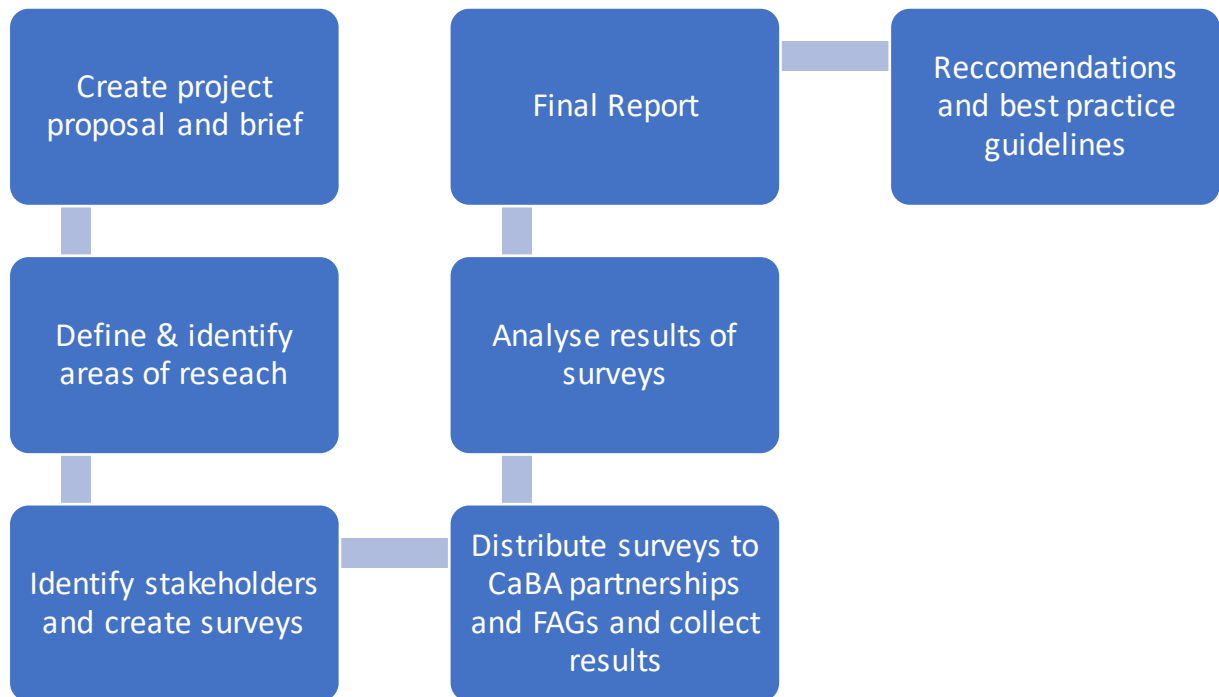 Create project
proposal and brief
Define & identify
areas of reseach
Identify stakeholders
and create surveys
Distribute surveys to
CaBA partnerships
and FAGs and collect
results
Analyse results of
surveys
Final Report
Reccomendations
and best practice
guidelines